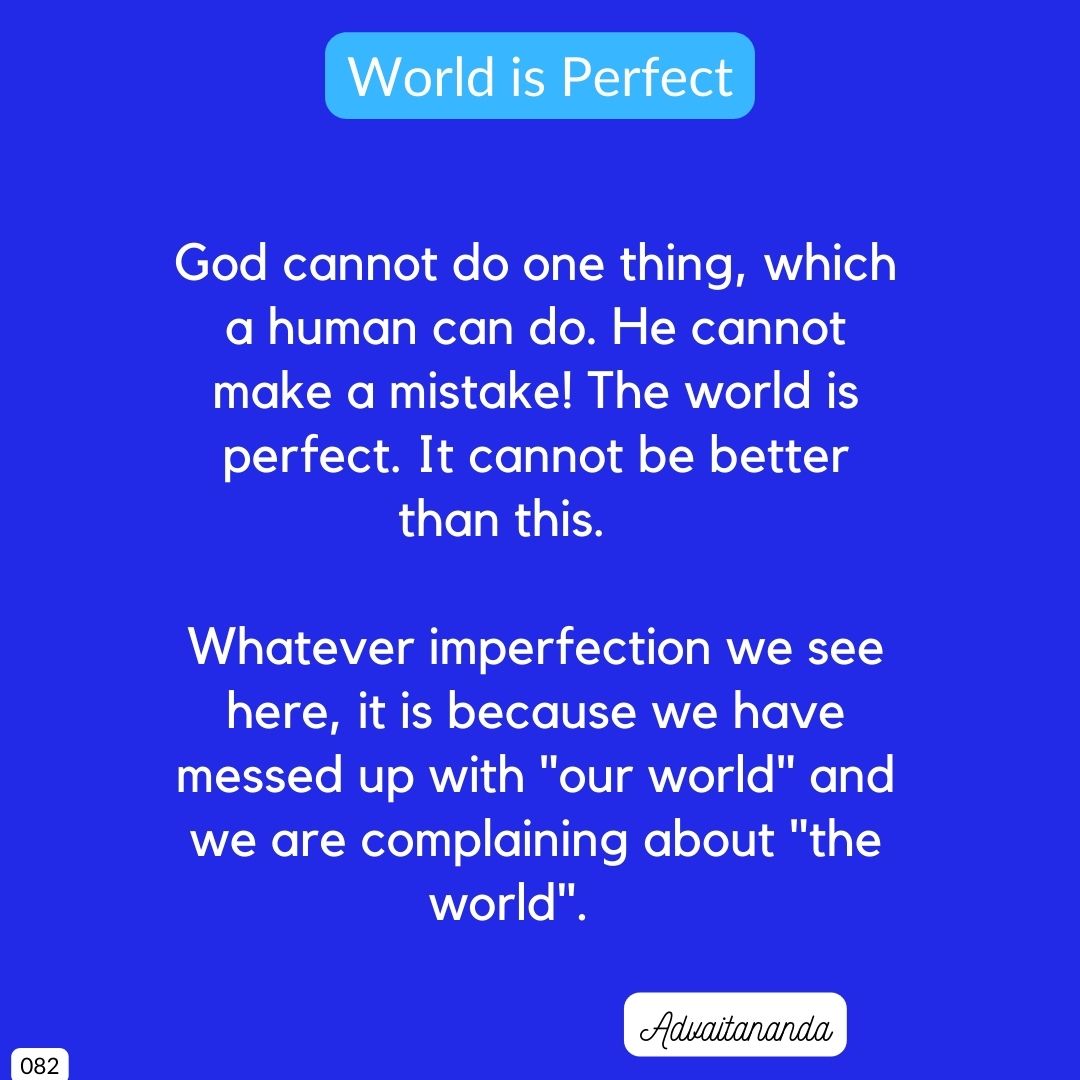 World is Perfect
God cannot do one thing, which
a human can do. He cannot
make a mistake! The world is
perfect. It cannot be better
than this.
Whatever imperfection we see
here, it is because we have
messed up with "our world" and
we are complaining about "the
world".
Advaitananda
082